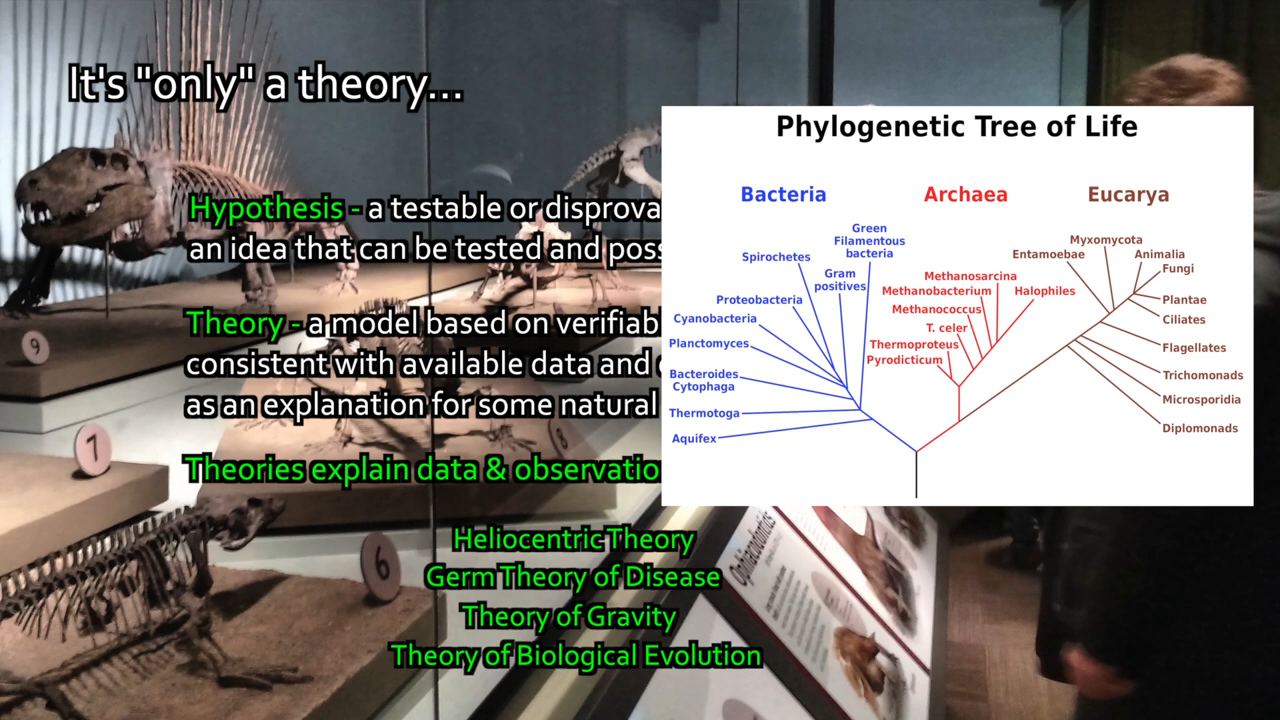 It's "only" a theory...
Hypothesis - a testable or disprova
an idea that can be tested and poss
Theory - a model based on verifiab
consistent with available data and
as an explanation for some natural
Theories explain data & observatio
Heliocentric Theory
Germ Theory of Disease
Theory of Gravity
Theory of Biological Evolution
Phylogenetic Tree of Life
Bacteria
Archaea
Eucarya
Green
Filamentous
bacteria
Spirochetes
Gram
positives
Proteobacteria
Cyanobacteria
Planctomyces
Bacteroides
Cytophaga
Thermotoga
Aquifex
Methanosarcina
Methanobacterium
Halophiles
Methanococcus
T. celer
Thermoproteus
Pyrodicticum
Myxomycota
Entamoebae
Animalia
Fungi
Plantae
Ciliates
Flagellates
Trichomonads
Microsporidia
Diplomonads
9
7
8
6